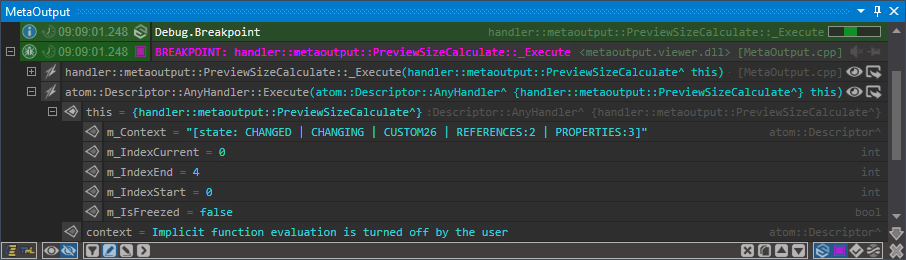 MetaOutput
09:09:01.248 Debug.Breakpoint handler::metaoutput::PreviewSizeCalculate::_Execute
09:09:01.248 BREAKPOINT: handler::metaoutput::PreviewSizeCalculate::_Execute <metaoutput.viewer.dll> [MetaOutput.cpp]
handler::metaoutput::PreviewSizeCalculate::_Execute(handler::metaoutput::PreviewSizeCalculate^ this) [MetaOutput.cpp]
atom::Descriptor::AnyHandler::Execute(atom::Descriptor::AnyHandler^ {handler::metaoutput::PreviewSizeCalculate^} this)
this = {handler::metaoutput::PreviewSizeCalculate^} :Descriptor::AnyHandler^ {handler::metaoutput::PreviewSizeCalculate^}
m_Context = "[state: CHANGED | CHANGING | CUSTOM26 | REFERENCES:2 | PROPERTIES:3]" atom::Descriptor^
m_IndexCurrent = 0 int
m_IndexEnd = 4 int
m_IndexStart = 0 int
m_IsFreezed = false bool
context = Implicit function evaluation is turned off by the user atom::Descriptor^